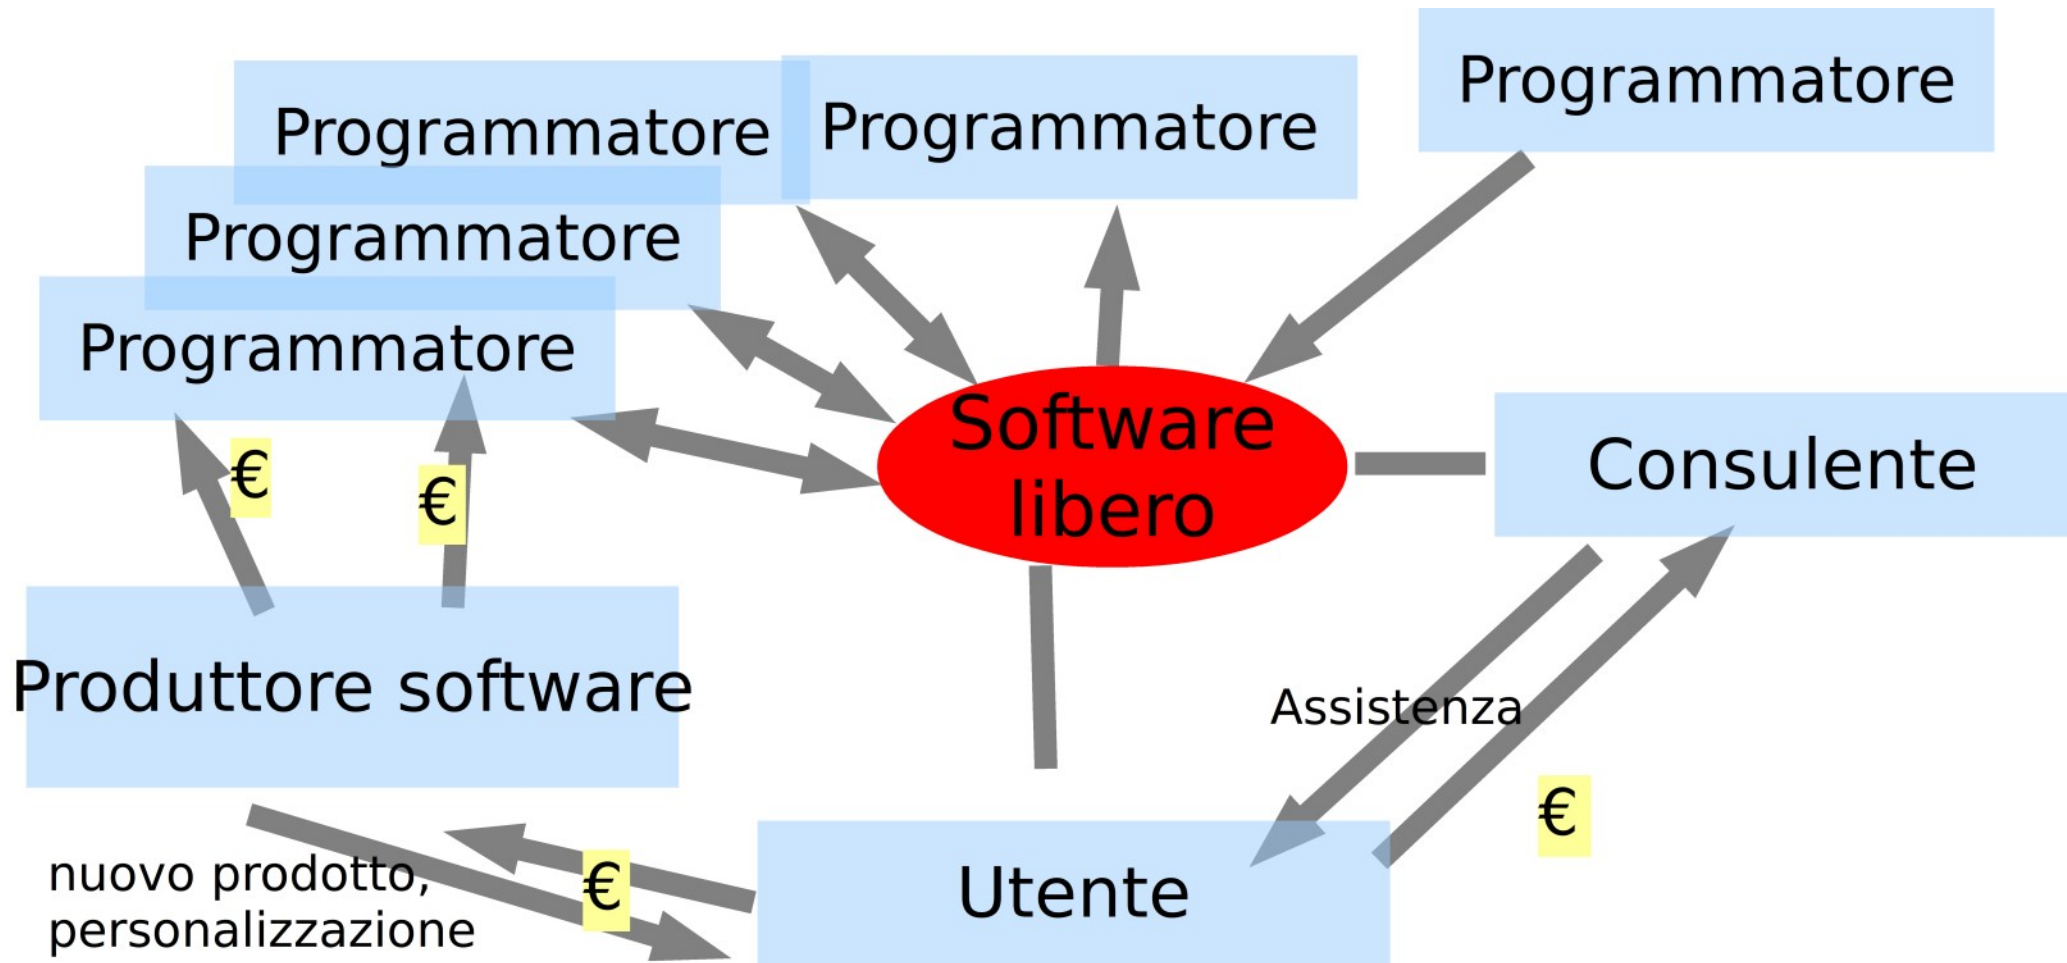 Programmatore
Programmatore
Programmatore
Programmatore
Programmatore
Software
libero
Consulente
€
€
Produttore software
Assistenza
€
nuovo prodotto,
personalizzazione
€
Utente